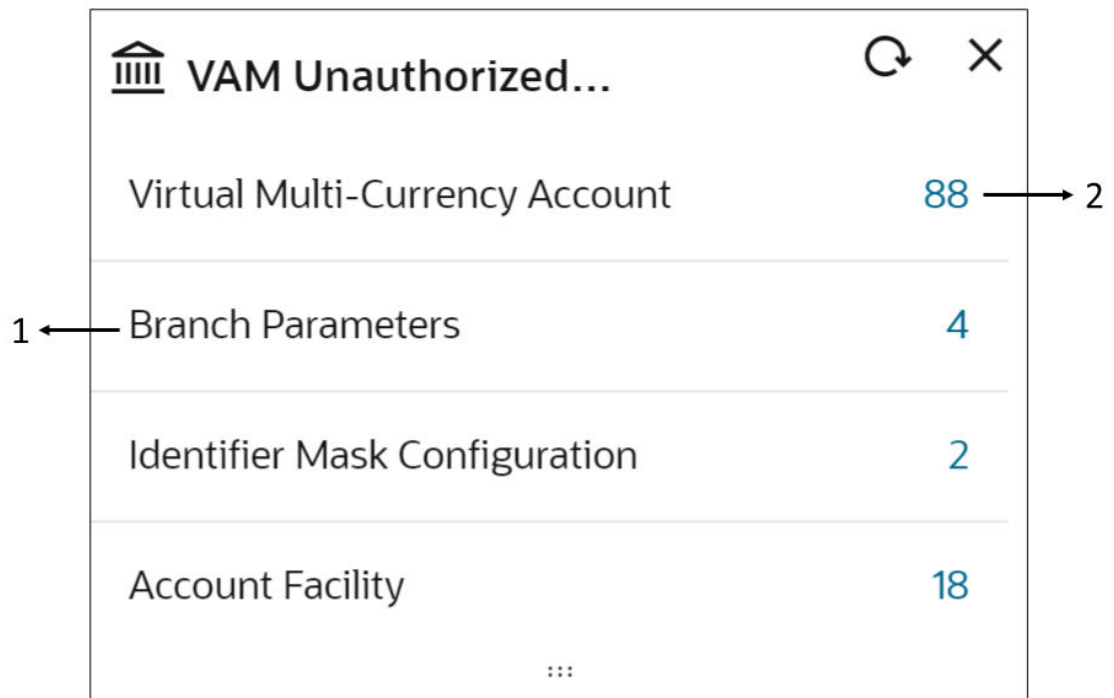 VAM Unauthorized...
Virtual Multi-Currency Account 88 2
1 Branch Parameters 4
Identifier Mask Configuration 2
Account Facility 18